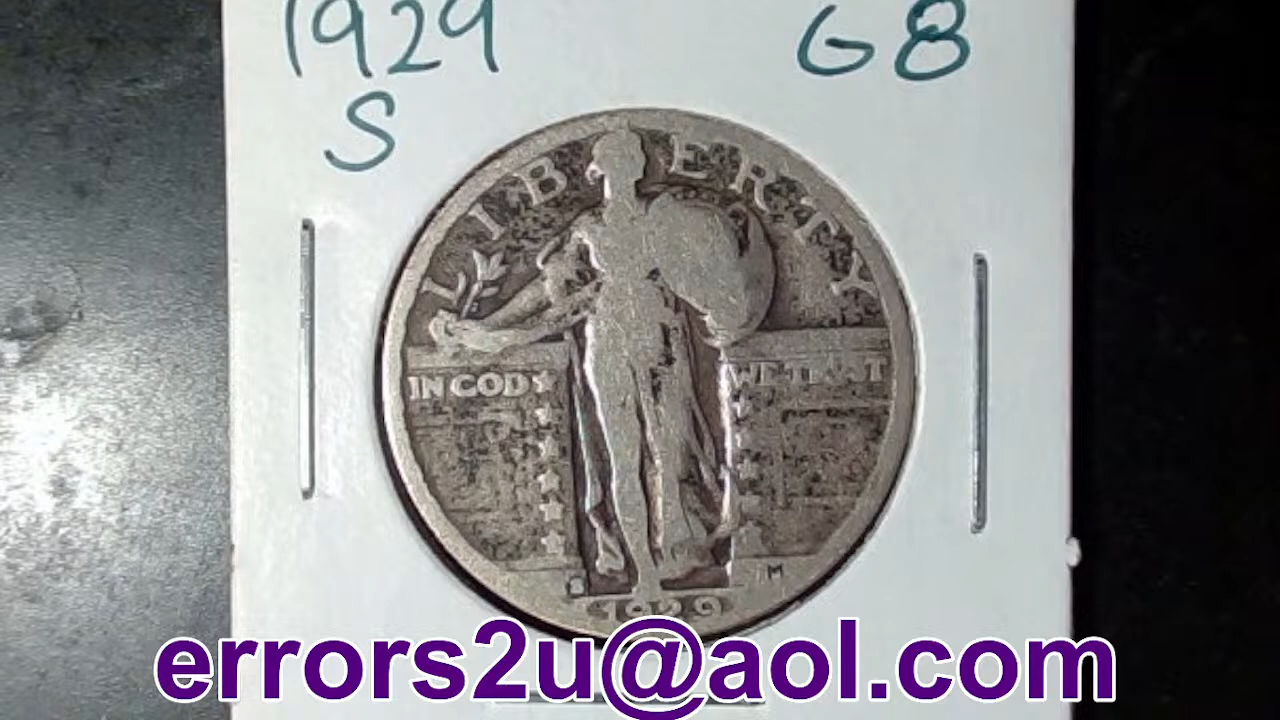 1929 G8
S
LIBERTY
IN GOD WE TRUST
M
1929
errors2u@aol.com